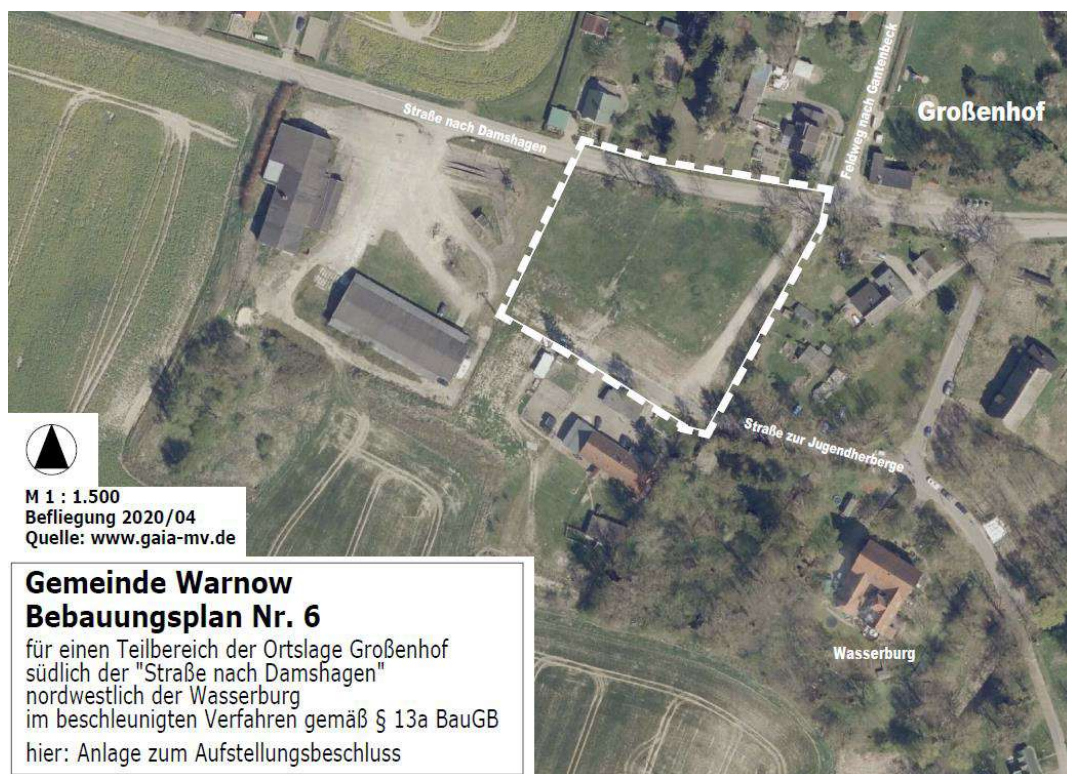 Straße nach Damshagen
Feldweg nach Gantenbeck
Großenhof
Straße zur Jugendherberge
Wasserburg
M 1 : 1.500
Befliegung 2020/04
Quelle: www.gaia-mv.de
Gemeinde Warnow
Bebauungsplan Nr. 6
für einen Teilbereich der Ortslage Großenhof
südlich der "Straße nach Damshagen"
nordwestlich der Wasserburg
im beschleunigten Verfahren gemäß § 13a BauGB
hier: Anlage zum Aufstellungsbeschluss